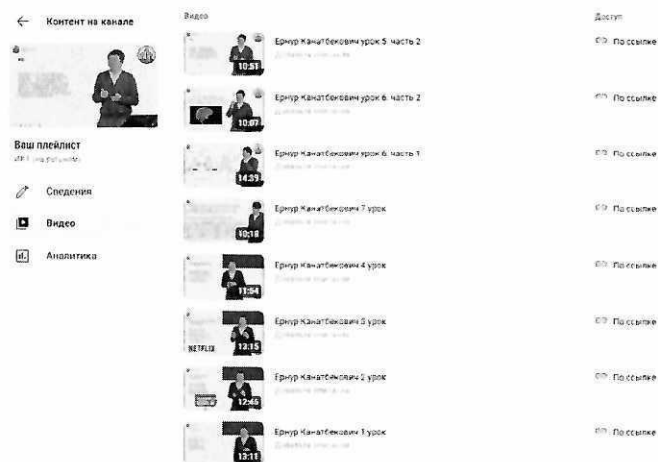 Контент на канале
Видео
Доступ
Ернур Канатбекович урок 5. часть 2
10:51
По ссылке
Ернур Канатбекович урок 6. часть 2
10:07
По ссылке
Ваш плейлист
Ернур Канатбекович урок 6. часть 1
14:39
По ссылке
Сведения
Ернур Канатбекович 7 урок
10:18
По ссылке
Видео
Аналитика
Ернур Канатбекович 4 урок
11:54
По ссылке
Ернур Канатбекович 5 урок
NETFLIX
13:15
По ссылке
Ернур Канатбекович 2 урок
12:45
По ссылке
Ернур Канатбекович 1 урок
13:11
По ссылке